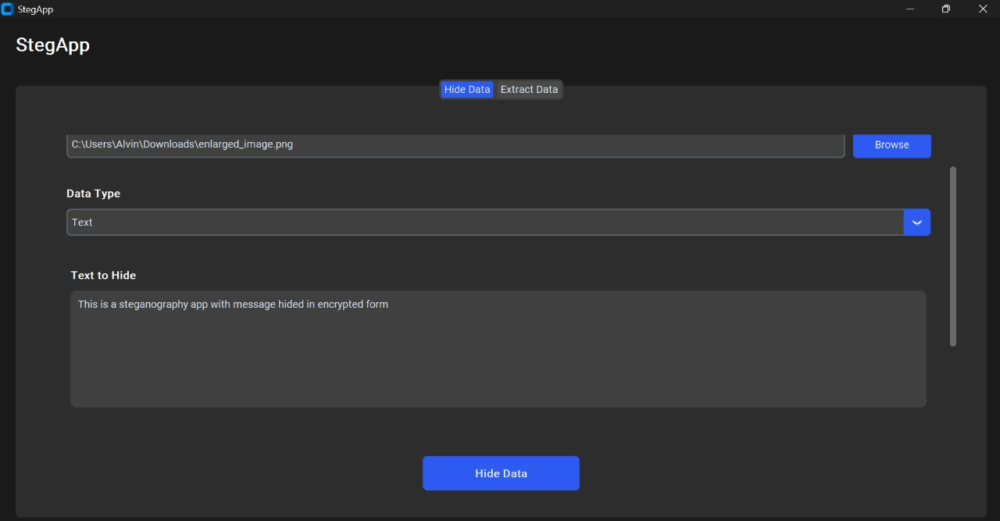 StegApp
StegApp
Hide Data Extract Data
C:\Users\Alvin\Downloads\enlarged_image.png Browse
Data Type
Text
Text to Hide
This is a steganography app with message hided in encrypted form
Hide Data